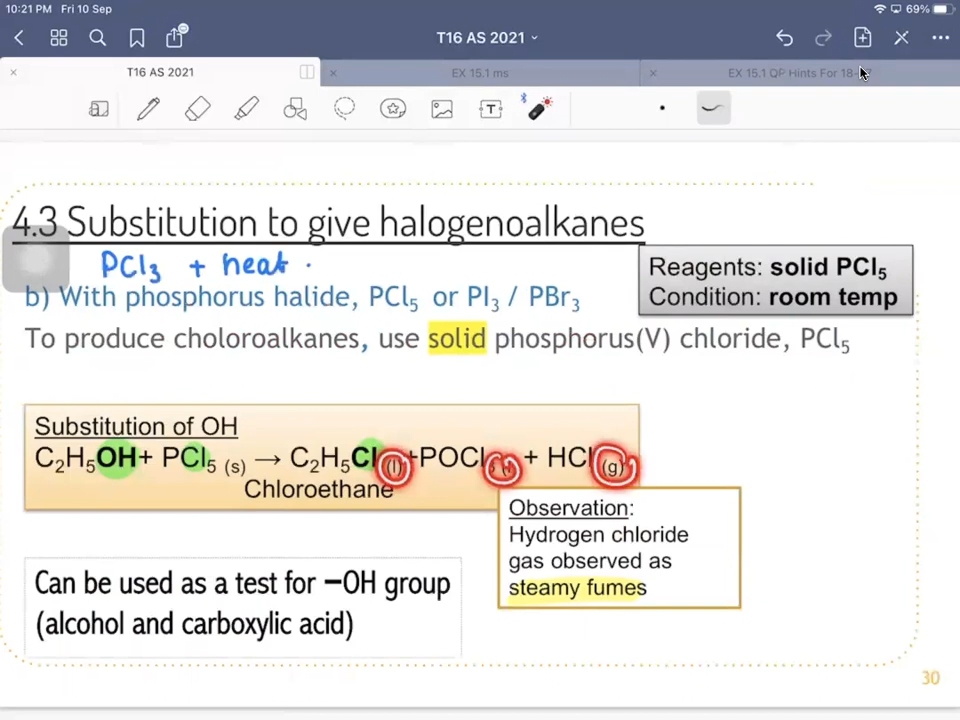 10:21 PM Fri 10 Sep
69%
T16 AS 2021
T16 AS 2021
EX 15.1 ms
EX 15.1 QP Hints For 18
4.3 Substitution to give halogenoalkanes
PCl₃ + heat .
b) With phosphorus halide, PCl₅ or PI₃ / PBr₃
Reagents: solid PCl₅
Condition: room temp
To produce choloroalkanes, use solid phosphorus(V) chloride, PCl₅
Substitution of OH
C₂H₅OH+ PCl₅ (s) → C₂H₅Cl (l) +POCl₃ (l) + HCl (g)
Chloroethane
Observation:
Hydrogen chloride
gas observed as
steamy fumes
Can be used as a test for –OH group
(alcohol and carboxylic acid)
30